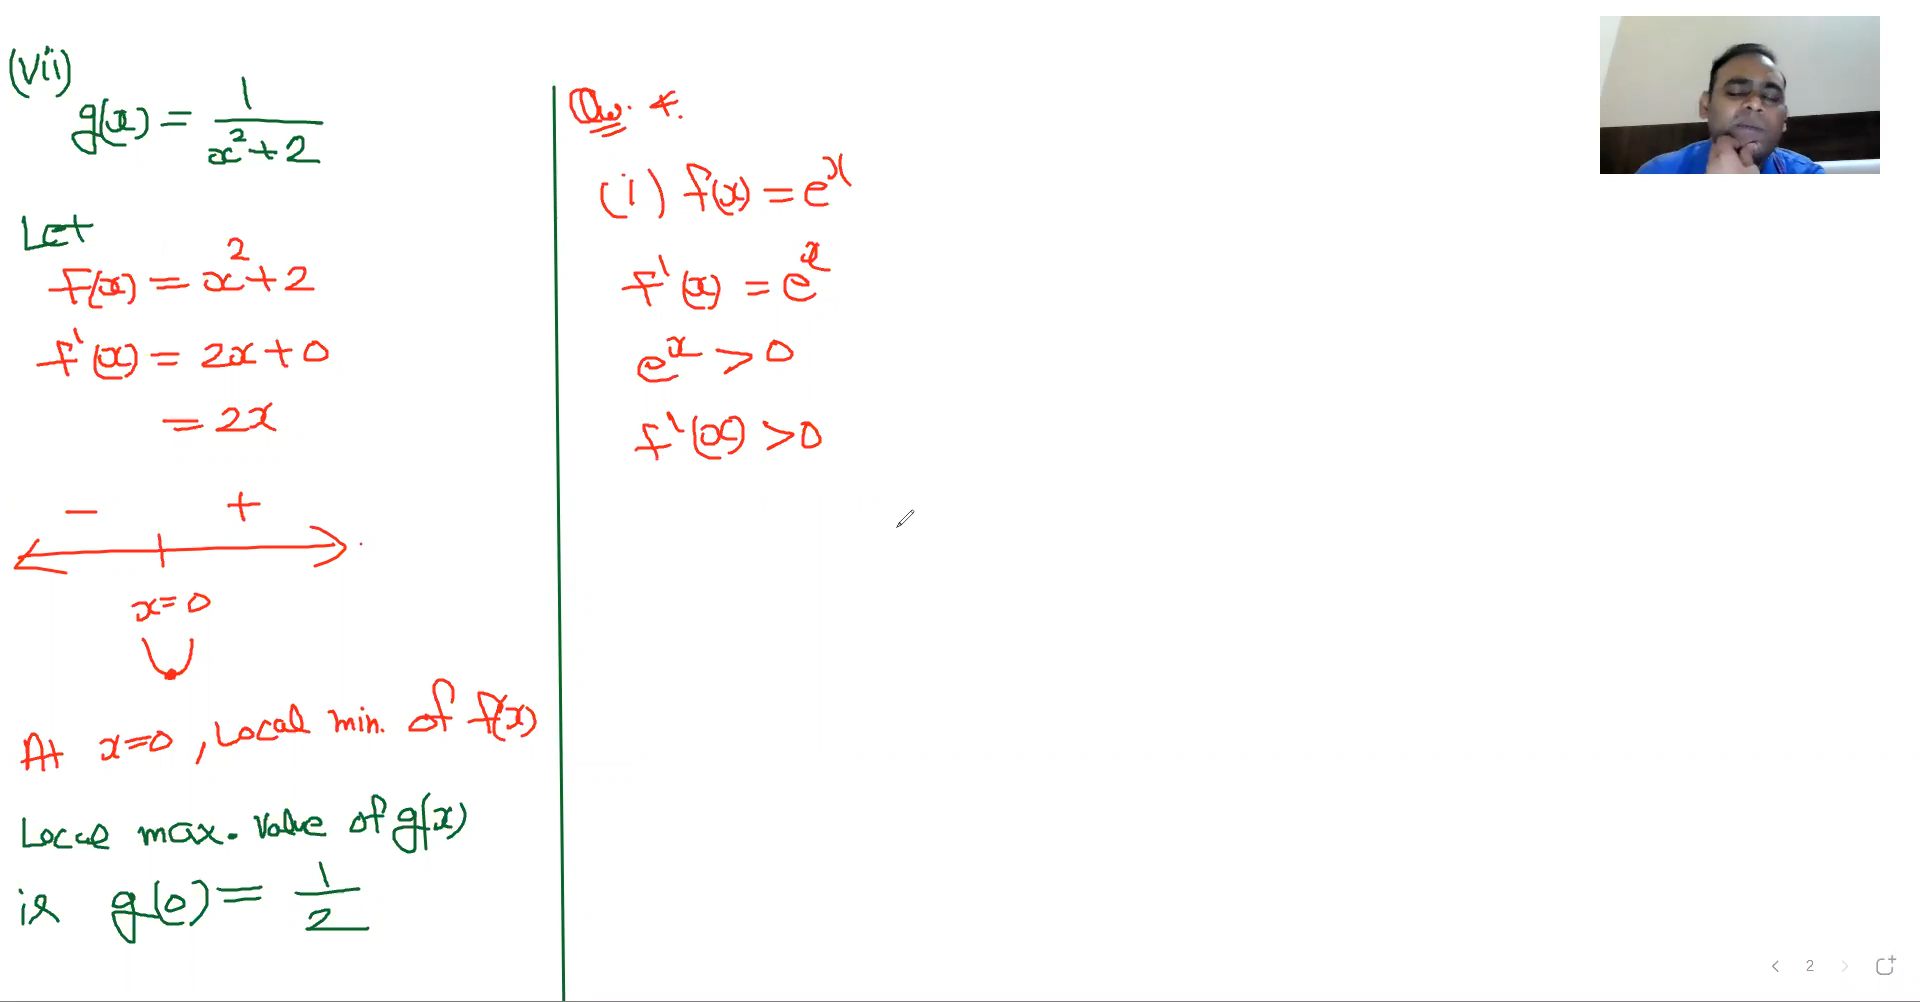 (vii)
g(x) = 1/(x²+2)
Let
f(x) = x²+2
f'(x) = 2x+0
= 2x
− +
x=0
At x=0, Local min. of f(x)
Local max. value of g(x)
is g(0) = 1/2
Qu. 4.
(i) f(x) = eˣ
f'(x) = eˣ
eˣ > 0
f'(x) > 0
2